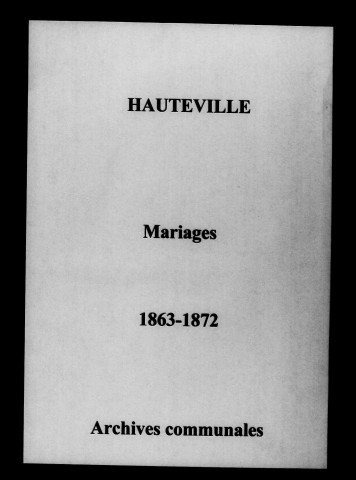 HAUTEVILLE
Mariages
1863-1872
Archives communales